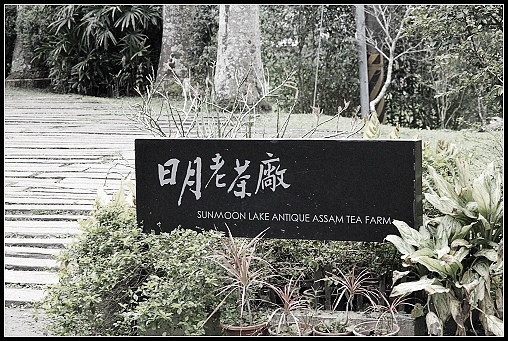 日月老茶廠
SUNMOON LAKE ANTIQUE ASSAM TEA FARM